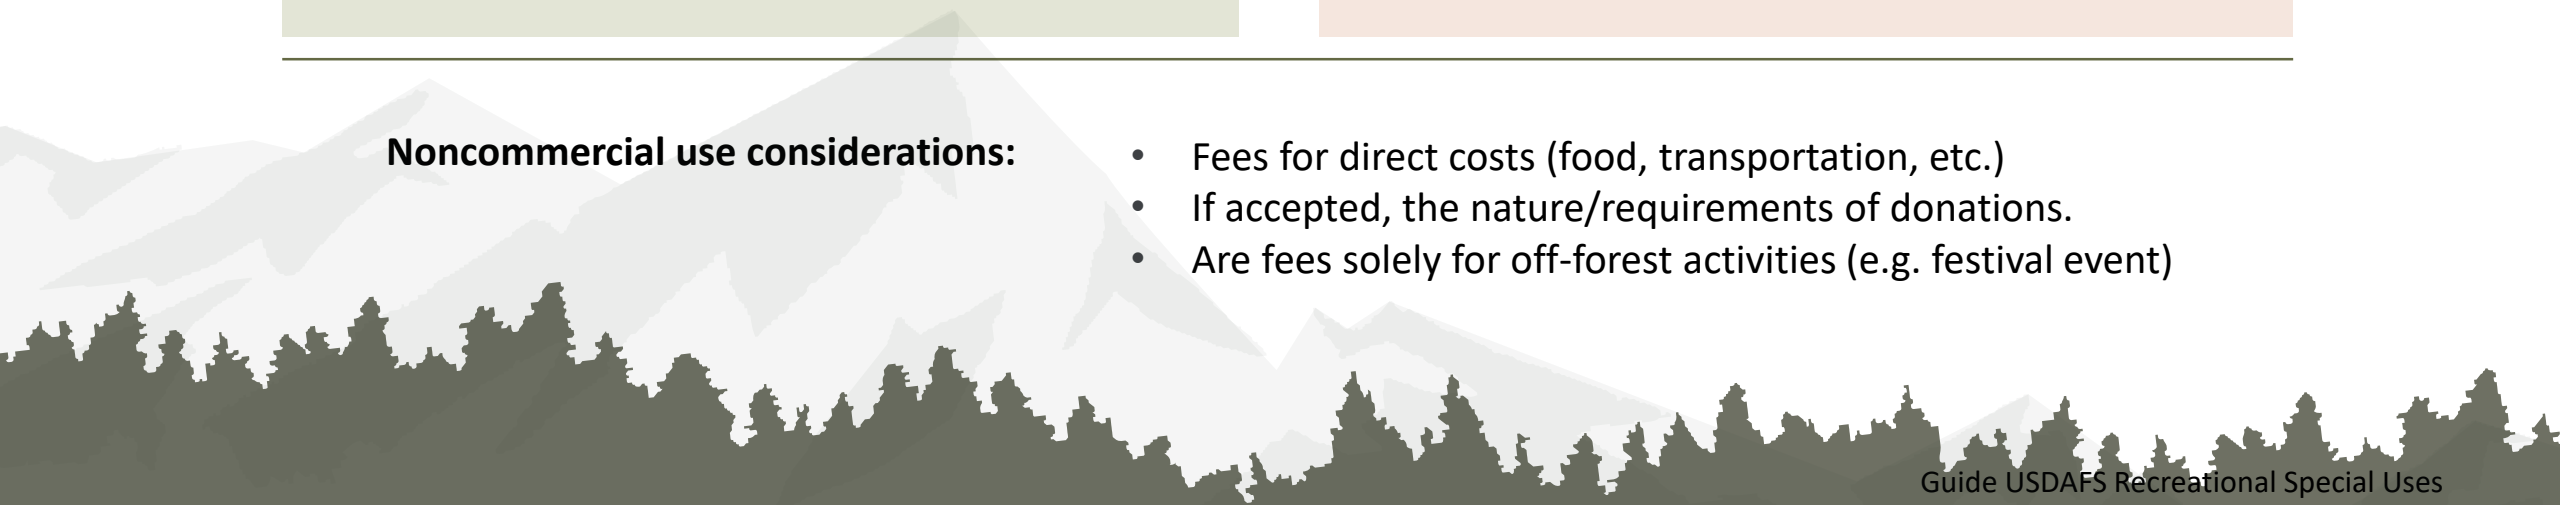 Noncommercial use considerations:
• Fees for direct costs (food, transportation, etc.)
• If accepted, the nature/requirements of donations.
• Are fees solely for off-forest activities (e.g. festival event)
Guide USDAFS Recreational Special Uses